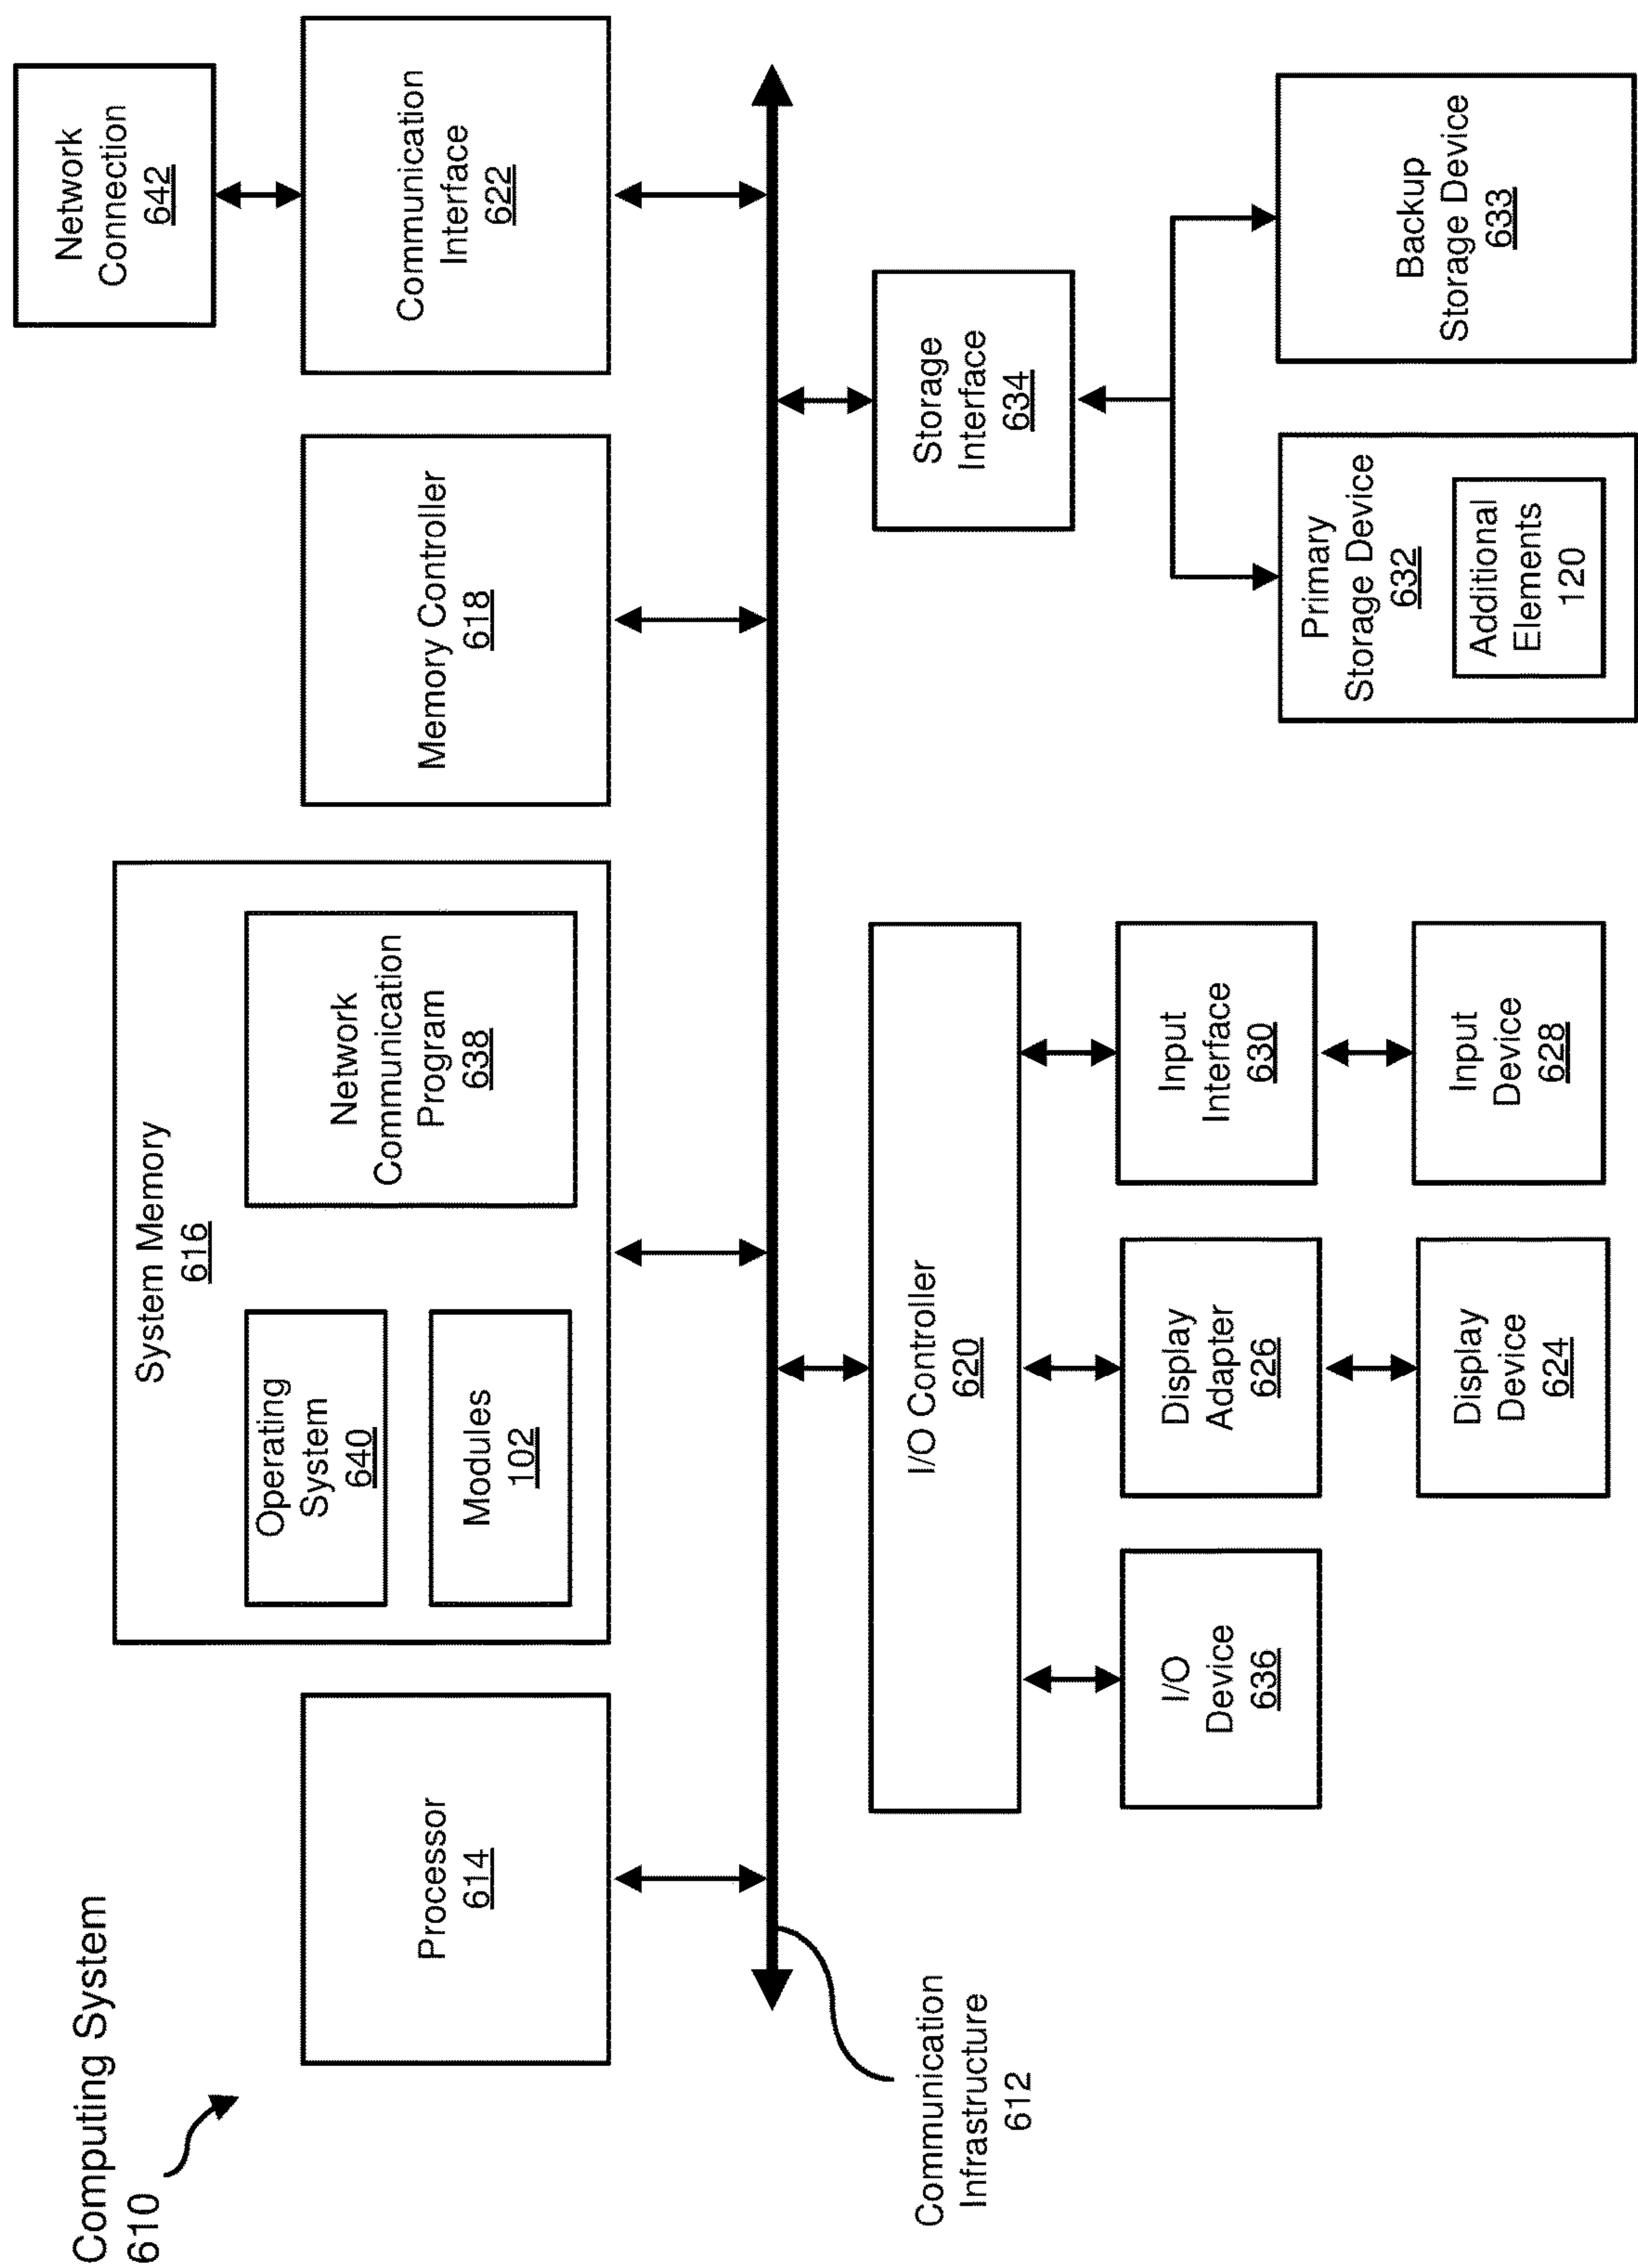 Computing System
610
Processor
614
System Memory
616
Operating
System
640
Modules
102
Network
Communication
Program
638
Memory Controller
618
Communication
Interface
622
Network
Connection
642
Communication
Infrastructure
612
I/O Controller
620
I/O
Device
636
Display
Adapter
626
Display
Device
624
Input
Interface
630
Input
Device
628
Storage
Interface
634
Primary
Storage Device
632
Additional
Elements
120
Backup
Storage Device
633